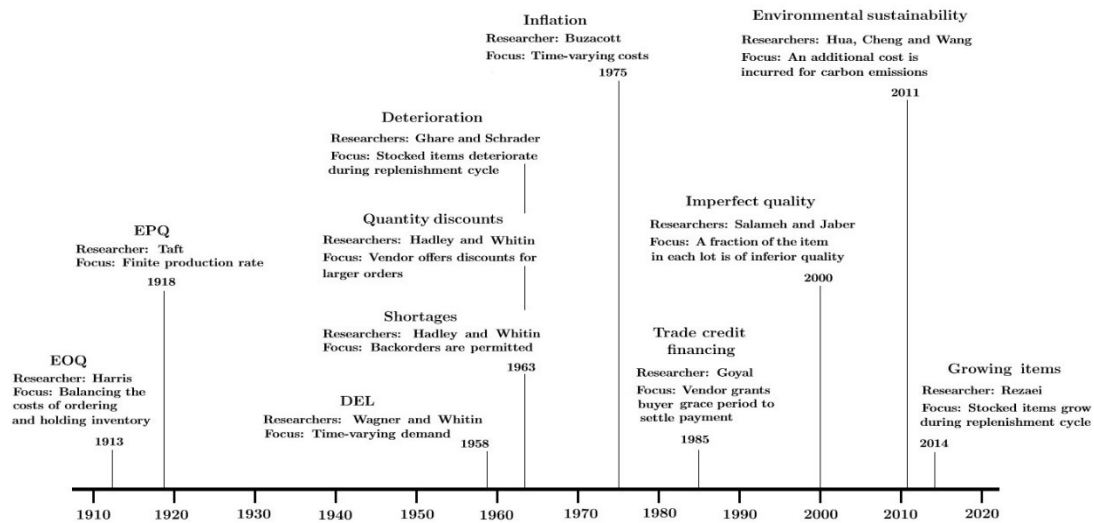 Inflation
Researcher: Buzacott
Focus: Time-varying costs
1975
Environmental sustainability
Researchers: Hua, Cheng and Wang
Focus: An additional cost is
incurred for carbon emissions
2011
Deterioration
Researchers: Ghare and Schrader
Focus: Stocked items deteriorate
during replenishment cycle
Quantity discounts
Researchers: Hadley and Whitin
Focus: Vendor offers discounts for
larger orders
Shortages
Researchers: Hadley and Whitin
Focus: Backorders are permitted
1963
EPQ
Researcher: Taft
Focus: Finite production rate
1918
Imperfect quality
Researchers: Salameh and Jaber
Focus: A fraction of the item
in each lot is of inferior quality
2000
EOQ
Researcher: Harris
Focus: Balancing the
costs of ordering
and holding inventory
1913
DEL
Researchers: Wagner and Whitin
Focus: Time-varying demand
1958
Trade credit
financing
Researcher: Goyal
Focus: Vendor grants
buyer grace period to
settle payment
1985
Growing items
Researcher: Rezaei
Focus: Stocked items grow
during replenishment cycle
2014
1910 1920 1930 1940 1950 1960 1970 1980 1990 2000 2010 2020